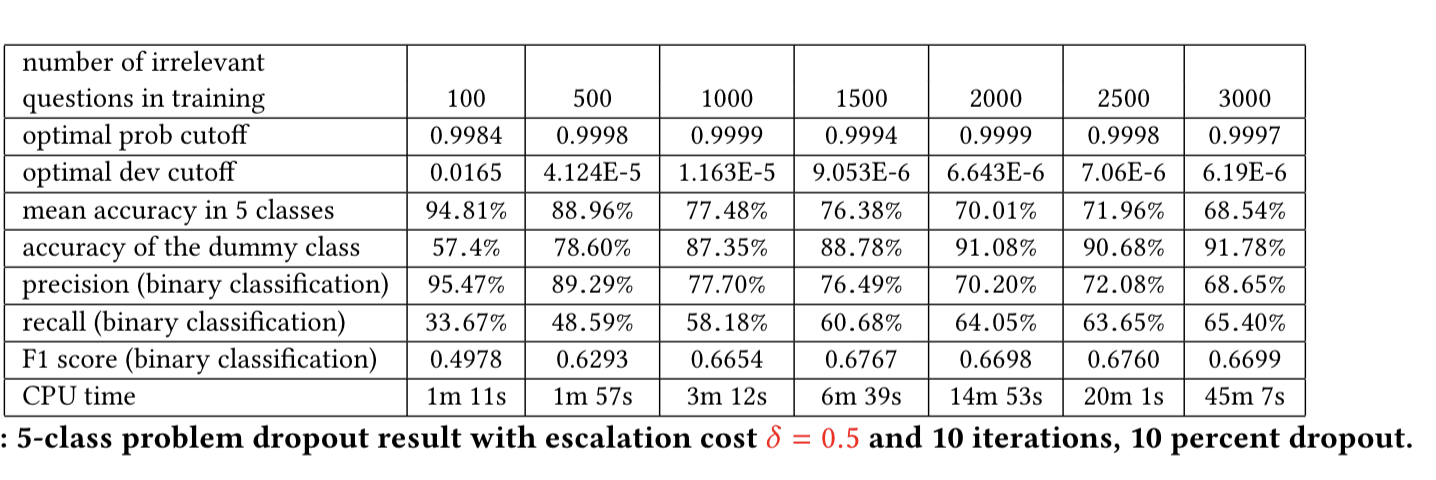 number of irrelevant
questions in training 100 500 1000 1500 2000 2500 3000
optimal prob cutoff 0.9984 0.9998 0.9999 0.9994 0.9999 0.9998 0.9997
optimal dev cutoff 0.0165 4.124E-5 1.163E-5 9.053E-6 6.643E-6 7.06E-6 6.19E-6
mean accuracy in 5 classes 94.81% 88.96% 77.48% 76.38% 70.01% 71.96% 68.54%
accuracy of the dummy class 57.4% 78.60% 87.35% 88.78% 91.08% 90.68% 91.78%
precision (binary classification) 95.47% 89.29% 77.70% 76.49% 70.20% 72.08% 68.65%
recall (binary classification) 33.67% 48.59% 58.18% 60.68% 64.05% 63.65% 65.40%
F1 score (binary classification) 0.4978 0.6293 0.6654 0.6767 0.6698 0.6760 0.6699
CPU time 1m 11s 1m 57s 3m 12s 6m 39s 14m 53s 20m 1s 45m 7s
: 5-class problem dropout result with escalation cost δ = 0.5 and 10 iterations, 10 percent dropout.